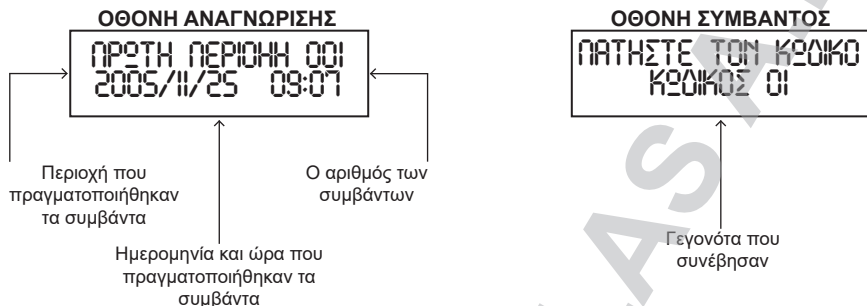 ΟΘΟΝΗ ΑΝΑΓΝΩΡΙΣΗΣ
ΠΡΩΤΗ ΠΕΡΙΟΗΗ 001
2005/11/25 09:07
Περιοχή που
πραγματοποιήθηκαν
τα συμβάντα
Ο αριθμός των
συμβάντων
Ημερομηνία και ώρα που
πραγματοποιήθηκαν τα
συμβάντα
ΟΘΟΝΗ ΣΥΜΒΑΝΤΟΣ
ΠΑΤΗΣΤΕ ΤΟΝ ΚΩΔΙΚΟ
ΚΩΔΙΚΟΣ 01
Γεγονότα που
συνέβησαν